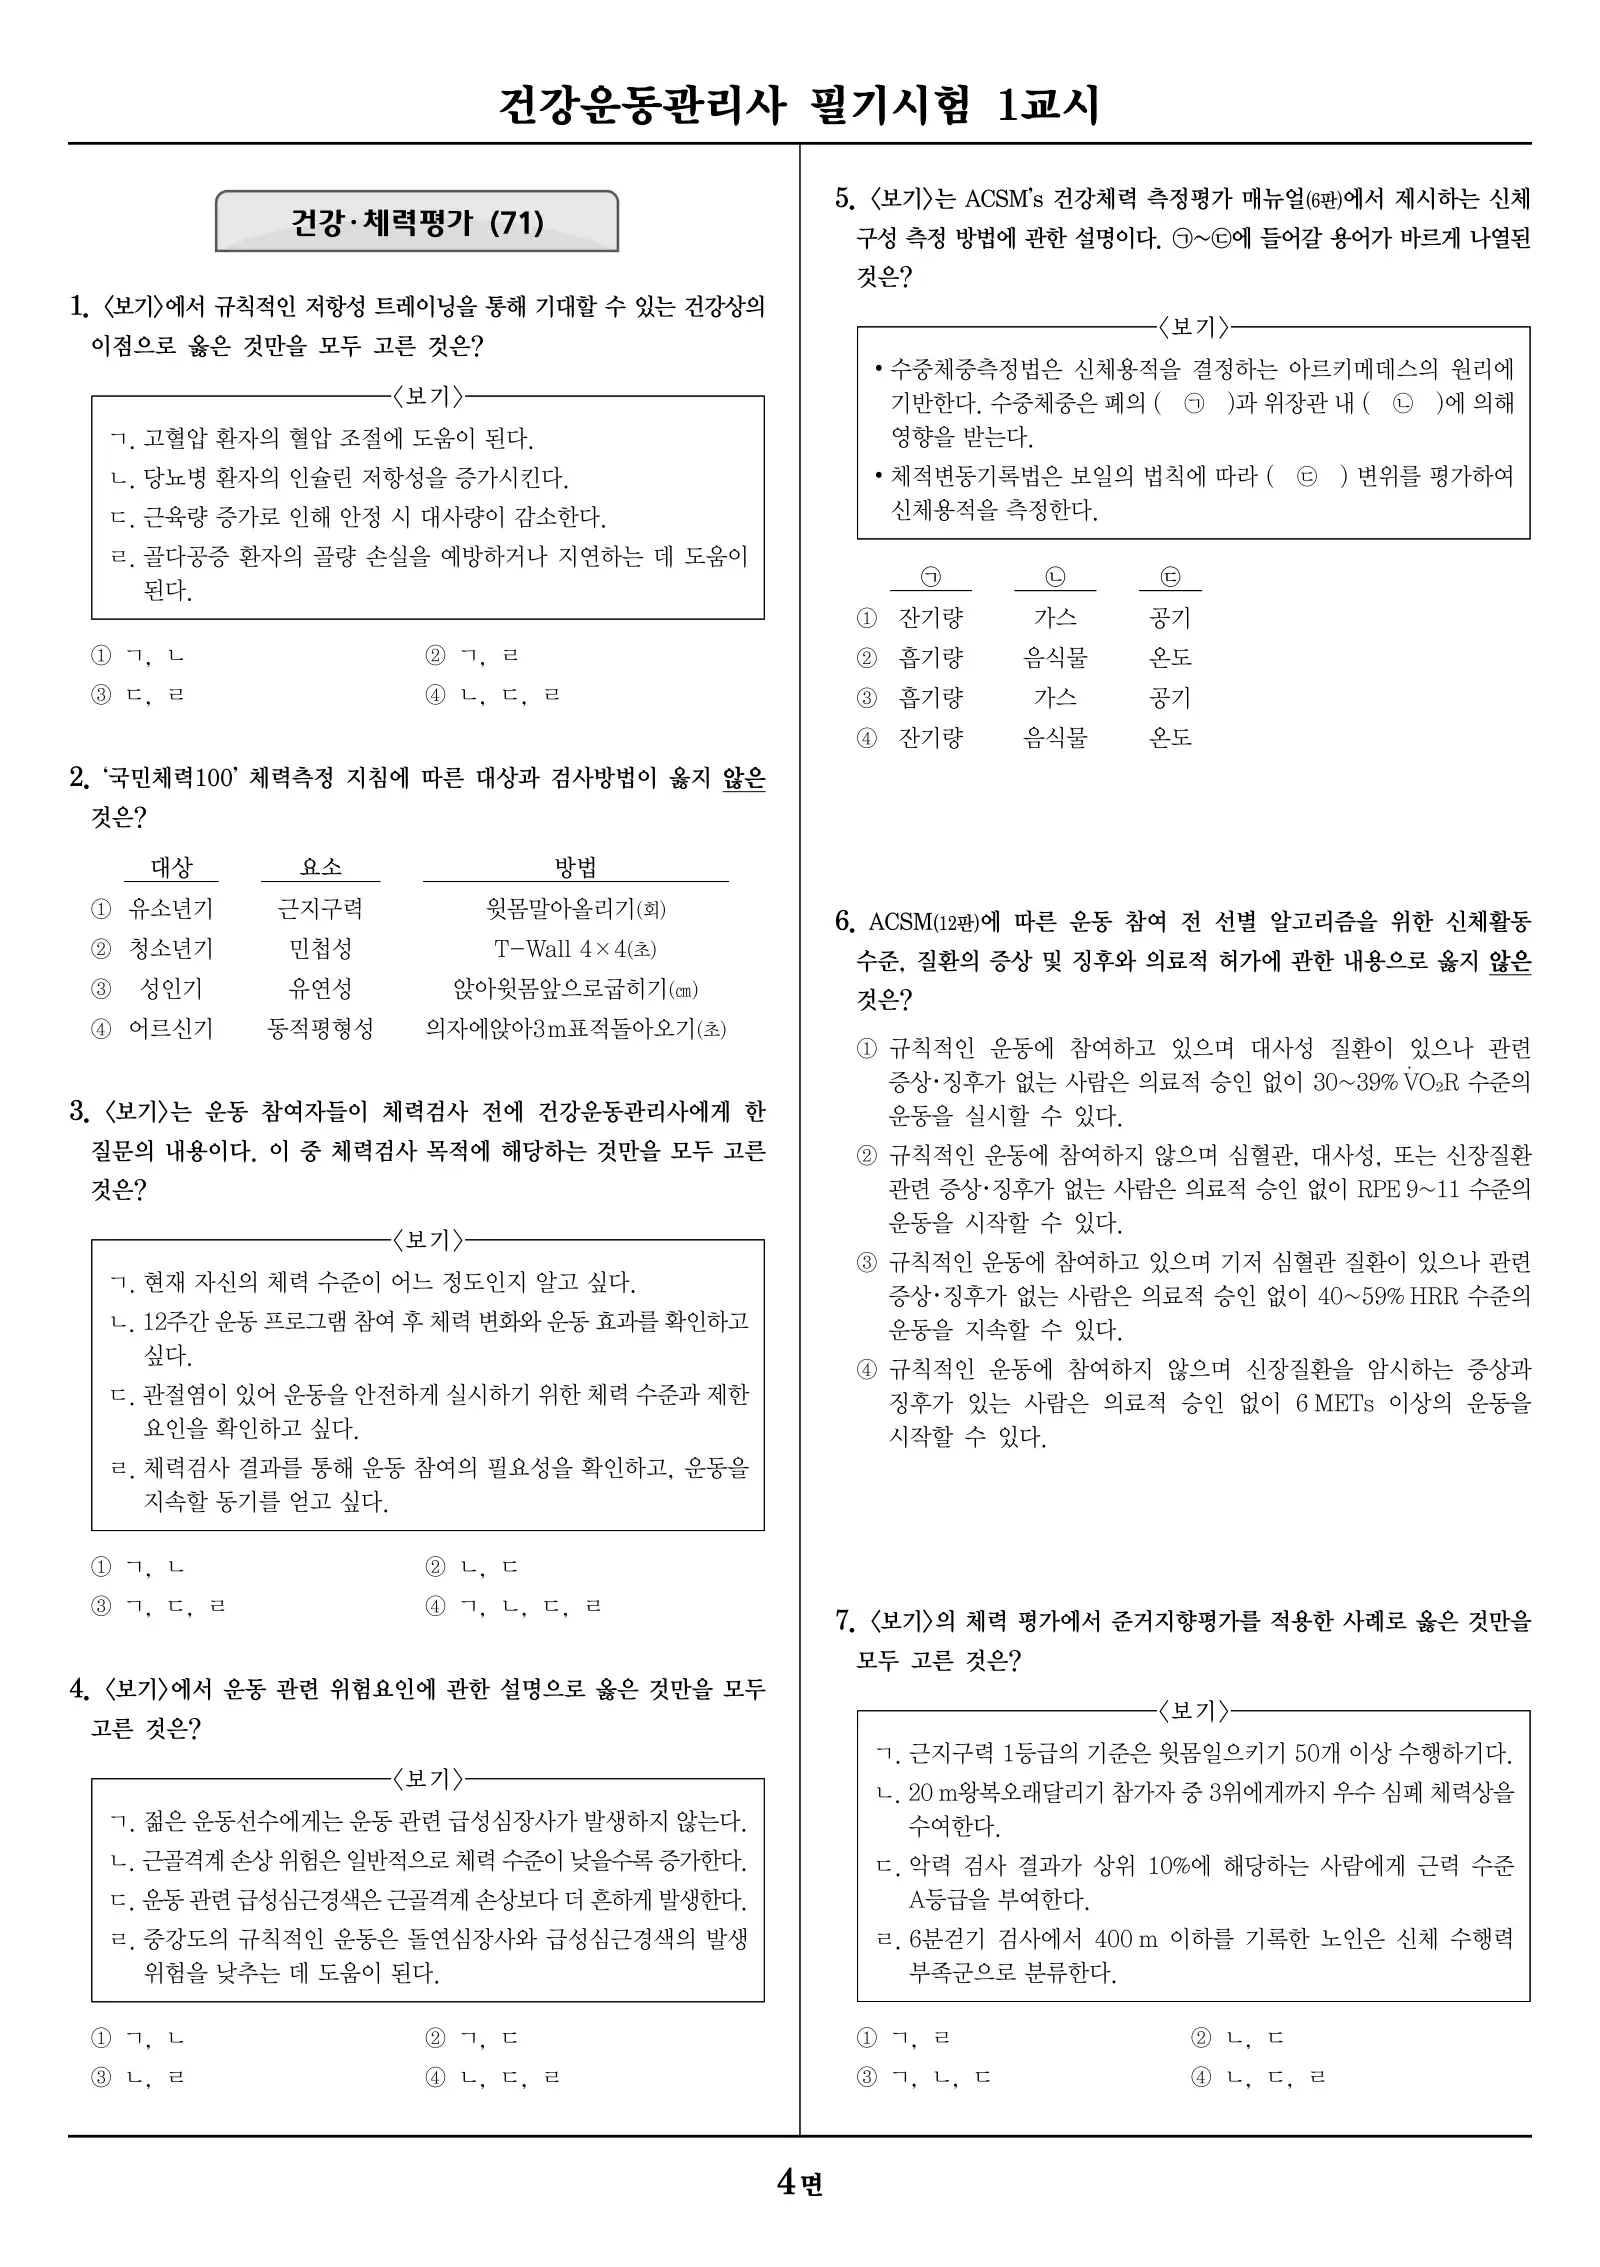 건강운동관리사 필기시험 1교시
건강·체력평가 (71)
1. 〈보기〉에서 규칙적인 저항성 트레이닝을 통해 기대할 수 있는 건강상의
이점으로 옳은 것만을 모두 고른 것은?
〈보기〉
ㄱ. 고혈압 환자의 혈압 조절에 도움이 된다.
ㄴ. 당뇨병 환자의 인슐린 저항성을 증가시킨다.
ㄷ. 근육량 증가로 인해 안정 시 대사량이 감소한다.
ㄹ. 골다공증 환자의 골량 손실을 예방하거나 지연하는 데 도움이
된다.
① ㄱ, ㄴ ② ㄱ, ㄹ
③ ㄷ, ㄹ ④ ㄴ, ㄷ, ㄹ
2. ‘국민체력100’ 체력측정 지침에 따른 대상과 검사방법이 옳지 않은
것은?
대상 요소 방법
① 유소년기 근지구력 윗몸말아올리기(회)
② 청소년기 민첩성 T-Wall 4×4(초)
③ 성인기 유연성 앉아윗몸앞으로굽히기(㎝)
④ 어르신기 동적평형성 의자에앉아3m표적돌아오기(초)
3. 〈보기〉는 운동 참여자들이 체력검사 전에 건강운동관리사에게 한
질문의 내용이다. 이 중 체력검사 목적에 해당하는 것만을 모두 고른
것은?
〈보기〉
ㄱ. 현재 자신의 체력 수준이 어느 정도인지 알고 싶다.
ㄴ. 12주간 운동 프로그램 참여 후 체력 변화와 운동 효과를 확인하고
싶다.
ㄷ. 관절염이 있어 운동을 안전하게 실시하기 위한 체력 수준과 제한
요인을 확인하고 싶다.
ㄹ. 체력검사 결과를 통해 운동 참여의 필요성을 확인하고, 운동을
지속할 동기를 얻고 싶다.
① ㄱ, ㄴ ② ㄴ, ㄷ
③ ㄱ, ㄷ, ㄹ ④ ㄱ, ㄴ, ㄷ, ㄹ
4. 〈보기〉에서 운동 관련 위험요인에 관한 설명으로 옳은 것만을 모두
고른 것은?
〈보기〉
ㄱ. 젊은 운동선수에게는 운동 관련 급성심장사가 발생하지 않는다.
ㄴ. 근골격계 손상 위험은 일반적으로 체력 수준이 낮을수록 증가한다.
ㄷ. 운동 관련 급성심근경색은 근골격계 손상보다 더 흔하게 발생한다.
ㄹ. 중강도의 규칙적인 운동은 돌연심장사와 급성심근경색의 발생
위험을 낮추는 데 도움이 된다.
① ㄱ, ㄴ ② ㄱ, ㄷ
③ ㄴ, ㄹ ④ ㄴ, ㄷ, ㄹ
5. 〈보기〉는 ACSM’s 건강체력 측정평가 매뉴얼(6판)에서 제시하는 신체
구성 측정 방법에 관한 설명이다. ㉠~㉢에 들어갈 용어가 바르게 나열된
것은?
〈보기〉
• 수중체중측정법은 신체용적을 결정하는 아르키메데스의 원리에
기반한다. 수중체중은 폐의 ( ㉠ )과 위장관 내 ( ㉡ )에 의해
영향을 받는다.
• 체적변동기록법은 보일의 법칙에 따라 ( ㉢ ) 변위를 평가하여
신체용적을 측정한다.
㉠ ㉡ ㉢
① 잔기량 가스 공기
② 흡기량 음식물 온도
③ 흡기량 가스 공기
④ 잔기량 음식물 온도
6. ACSM(12판)에 따른 운동 참여 전 선별 알고리즘을 위한 신체활동
수준, 질환의 증상 및 징후와 의료적 허가에 관한 내용으로 옳지 않은
것은?
① 규칙적인 운동에 참여하고 있으며 대사성 질환이 있으나 관련
증상·징후가 없는 사람은 의료적 승인 없이 30~39% V̇O₂R 수준의
운동을 실시할 수 있다.
② 규칙적인 운동에 참여하지 않으며 심혈관, 대사성, 또는 신장질환
관련 증상·징후가 없는 사람은 의료적 승인 없이 RPE 9~11 수준의
운동을 시작할 수 있다.
③ 규칙적인 운동에 참여하고 있으며 기저 심혈관 질환이 있으나 관련
증상·징후가 없는 사람은 의료적 승인 없이 40~59% HRR 수준의
운동을 지속할 수 있다.
④ 규칙적인 운동에 참여하지 않으며 신장질환을 암시하는 증상과
징후가 있는 사람은 의료적 승인 없이 6 METs 이상의 운동을
시작할 수 있다.
7. 〈보기〉의 체력 평가에서 준거지향평가를 적용한 사례로 옳은 것만을
모두 고른 것은?
〈보기〉
ㄱ. 근지구력 1등급의 기준은 윗몸일으키기 50개 이상 수행하기다.
ㄴ. 20 m왕복오래달리기 참가자 중 3위에게까지 우수 심폐 체력상을
수여한다.
ㄷ. 악력 검사 결과가 상위 10%에 해당하는 사람에게 근력 수준
A등급을 부여한다.
ㄹ. 6분걷기 검사에서 400 m 이하를 기록한 노인은 신체 수행력
부족군으로 분류한다.
① ㄱ, ㄹ ② ㄴ, ㄷ
③ ㄱ, ㄴ, ㄷ ④ ㄴ, ㄷ, ㄹ
4면